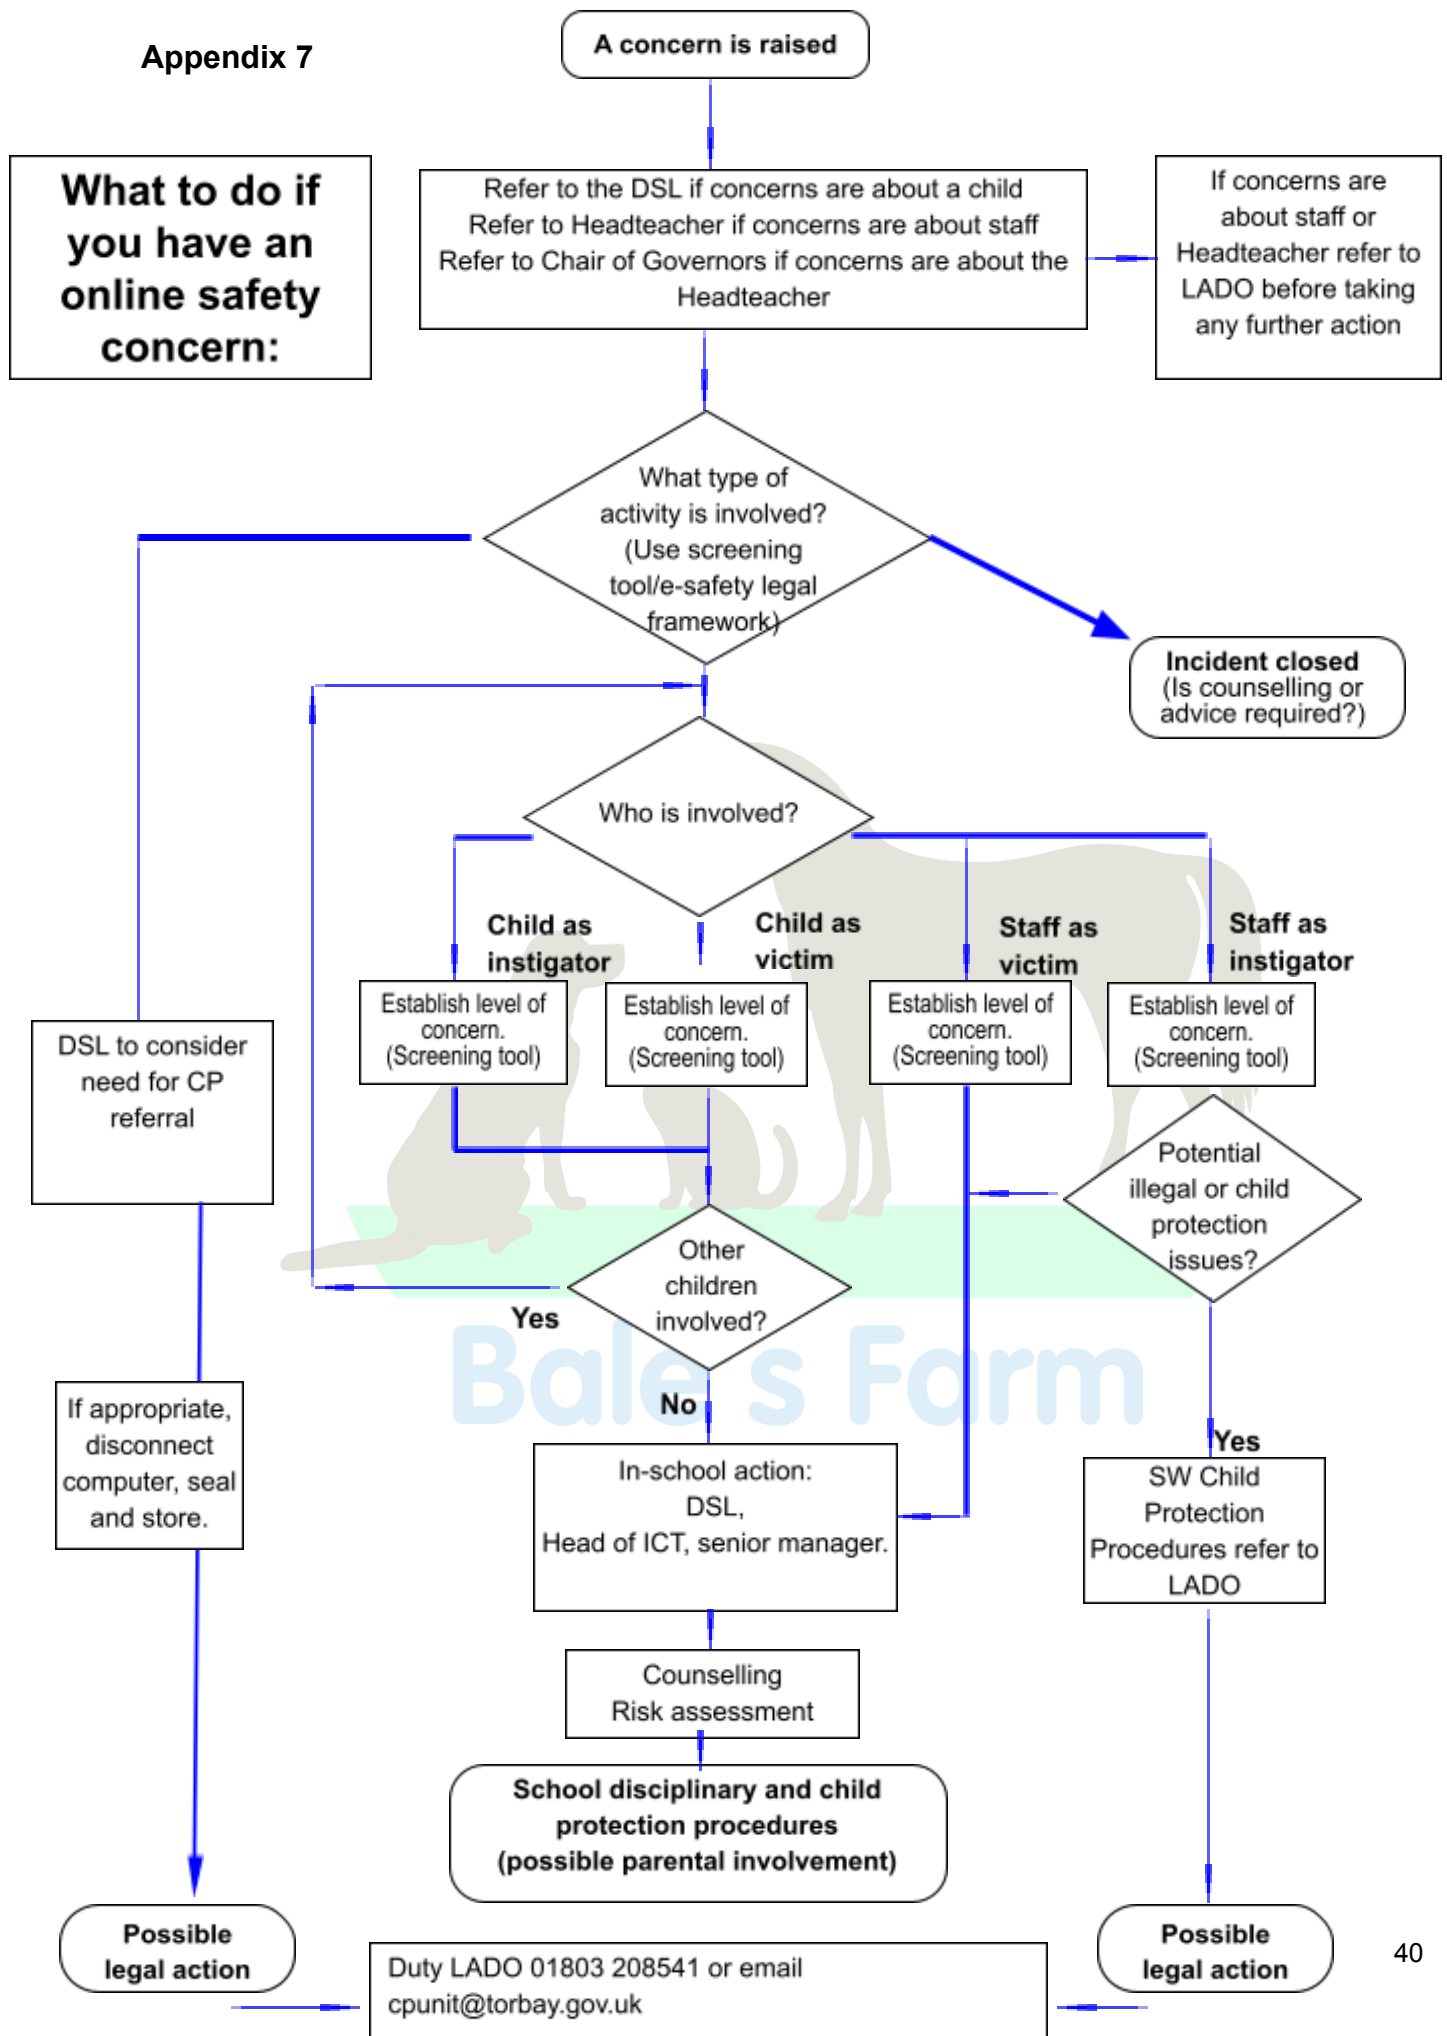 Appendix 7
A concern is raised
What to do if
you have an
online safety
concern:
Refer to the DSL if concerns are about a child
Refer to Headteacher if concerns are about staff
Refer to Chair of Governors if concerns are about the
Headteacher
If concerns are
about staff or
Headteacher refer to
LADO before taking
any further action
What type of
activity is involved?
(Use screening
tool/e-safety legal
framework)
Incident closed
(Is counselling or
advice required?)
Who is involved?
Child as
instigator
Child as
victim
Staff as
victim
Staff as
instigator
Establish level of
concern.
(Screening tool)
Establish level of
concern.
(Screening tool)
Establish level of
concern.
(Screening tool)
Establish level of
concern.
(Screening tool)
DSL to consider
need for CP
referral
Potential
illegal or child
protection
issues?
Other
children
involved?
Yes
Bale's Farm
No
If appropriate,
disconnect
computer, seal
and store.
In-school action:
DSL,
Head of ICT, senior manager.
Yes
SW Child
Protection
Procedures refer to
LADO
Counselling
Risk assessment
School disciplinary and child
protection procedures
(possible parental involvement)
Possible
legal action
Possible
legal action
Duty LADO 01803 208541 or email
cpunit@torbay.gov.uk
40